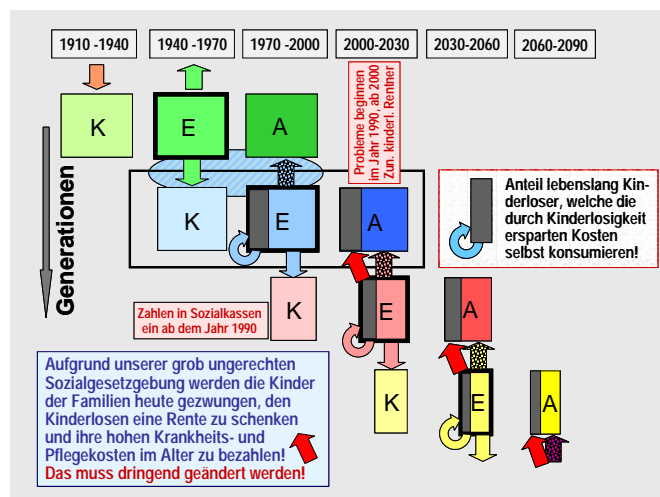 1910 -1940
1940 -1970
1970 -2000
2000-2030
2030-2060
2060-2090
Probleme beginnen
im Jahr 1990, ab 2000
Zun. kinderl. Rentner
K
E
A
Generationen
K
E
A
Anteil lebenslang Kin-
derloser, welche die
durch Kinderlosigkeit
ersparten Kosten
selbst konsumieren!
Zahlen in Sozialkassen
ein ab dem Jahr 1990
K
E
A
Aufgrund unserer grob ungerechten
Sozialgesetzgebung werden die Kinder
der Familien heute gezwungen, den
Kinderlosen eine Rente zu schenken
und ihre hohen Krankheits- und
Pflegekosten im Alter zu bezahlen!
Das muss dringend geändert werden!
K
E
A